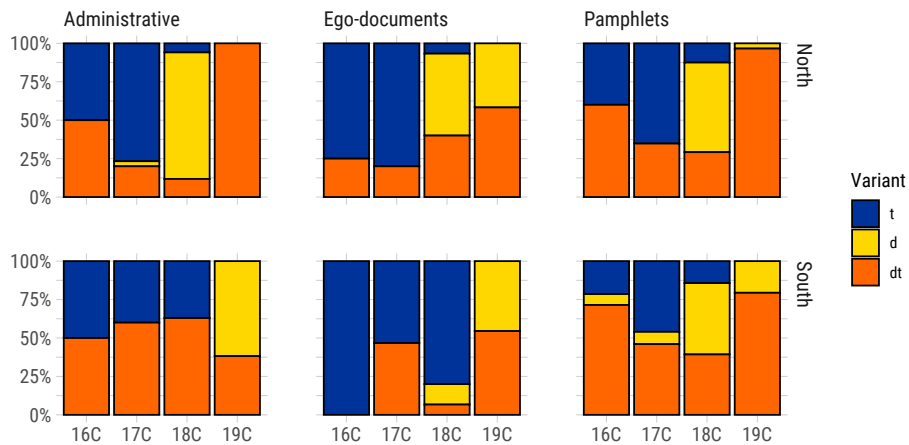 Administrative Ego-documents Pamphlets
100%
75%
50%
25%
0%
North
100%
75%
50%
25%
0%
South
16C 17C 18C 19C 16C 17C 18C 19C 16C 17C 18C 19C
Variant
t
d
dt